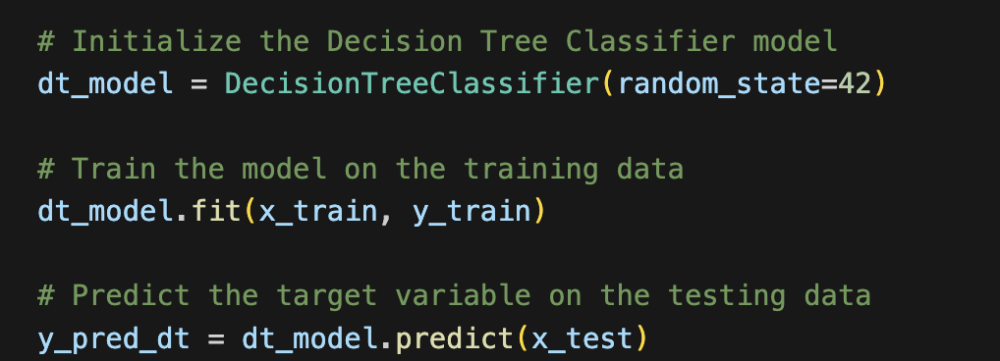 # Initialize the Decision Tree Classifier model
dt_model = DecisionTreeClassifier(random_state=42)
# Train the model on the training data
dt_model.fit(x_train, y_train)
# Predict the target variable on the testing data
y_pred_dt = dt_model.predict(x_test)